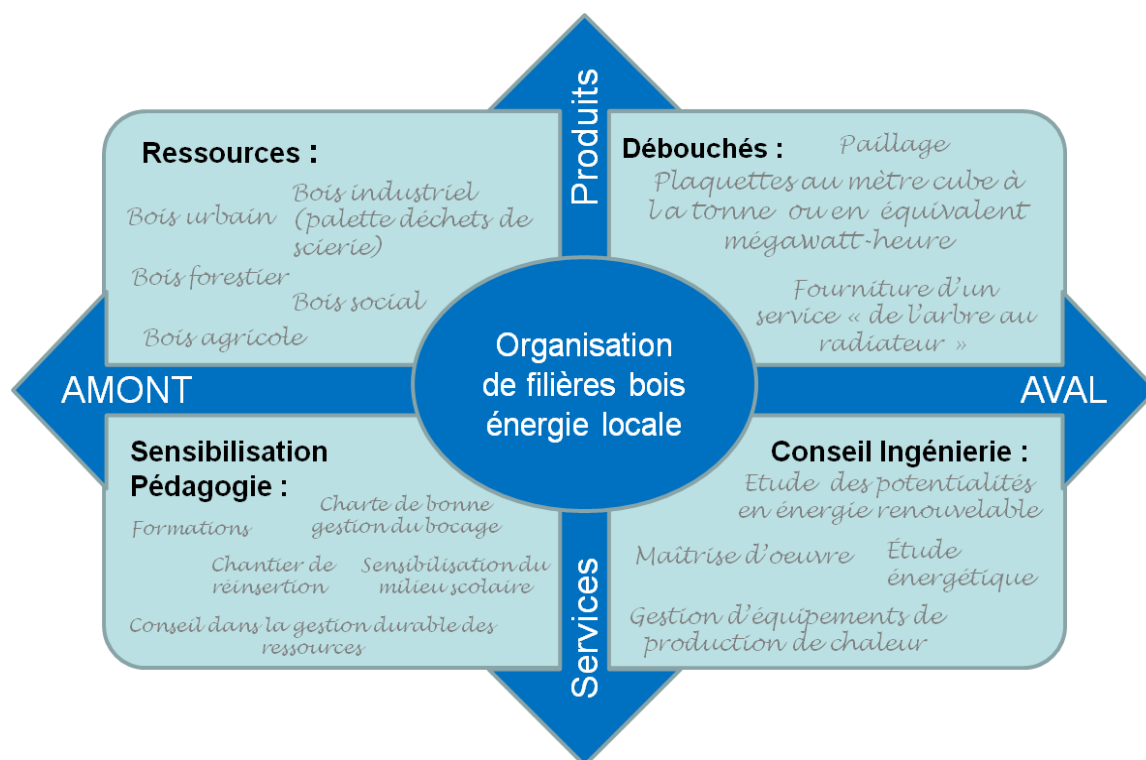 Produits
Ressources :
Bois urbain
Bois industriel
(palette déchets de
scierie)
Bois forestier
Bois social
Bois agricole
Débouchés :
Paillage
Plaquettes au mètre cube à
la tonne ou en équivalent
mégawatt-heure
Fourniture d'un
service « de l'arbre au
radiateur »
AMONT
Organisation
de filières bois
énergie locale
AVAL
Sensibilisation
Pédagogie :
Formations
Charte de bonne
gestion du bocage
Chantier de
réinsertion
Sensibilisation du
milieu scolaire
Conseil dans la gestion durable des
ressources
Conseil Ingénierie :
Etude des potentialités
en énergie renouvelable
Maîtrise d'oeuvre
Étude
énergétique
Gestion d'équipements de
production de chaleur
Services